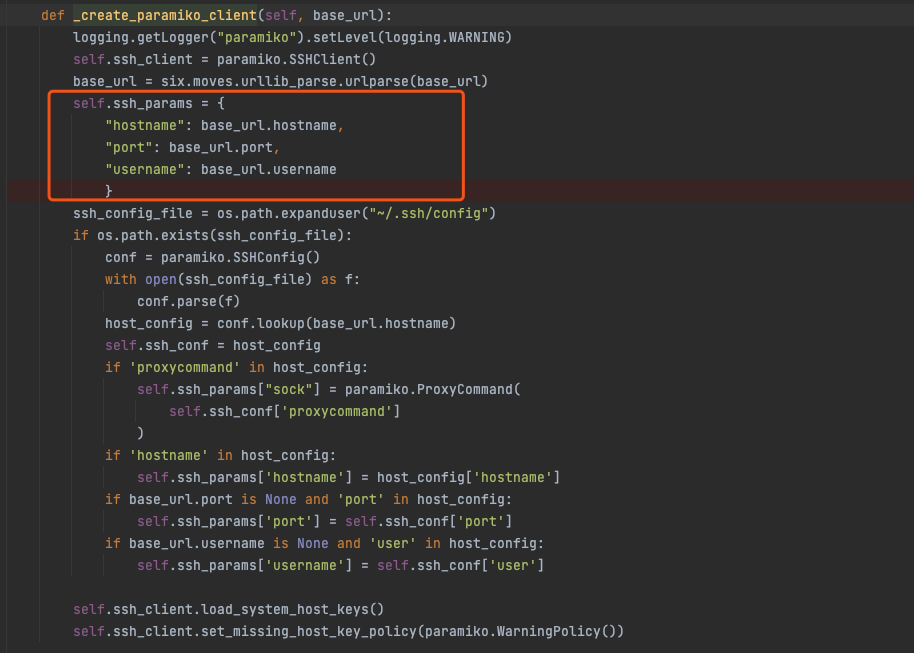 def _create_paramiko_client(self, base_url):
logging.getLogger("paramiko").setLevel(logging.WARNING)
self.ssh_client = paramiko.SSHClient()
base_url = six.moves.urllib_parse.urlparse(base_url)
self.ssh_params = {
"hostname": base_url.hostname,
"port": base_url.port,
"username": base_url.username
}
ssh_config_file = os.path.expanduser("~/.ssh/config")
if os.path.exists(ssh_config_file):
conf = paramiko.SSHConfig()
with open(ssh_config_file) as f:
conf.parse(f)
host_config = conf.lookup(base_url.hostname)
self.ssh_conf = host_config
if 'proxycommand' in host_config:
self.ssh_params["sock"] = paramiko.ProxyCommand(
self.ssh_conf['proxycommand']
)
if 'hostname' in host_config:
self.ssh_params['hostname'] = host_config['hostname']
if base_url.port is None and 'port' in host_config:
self.ssh_params['port'] = self.ssh_conf['port']
if base_url.username is None and 'user' in host_config:
self.ssh_params['username'] = self.ssh_conf['user']
self.ssh_client.load_system_host_keys()
self.ssh_client.set_missing_host_key_policy(paramiko.WarningPolicy())